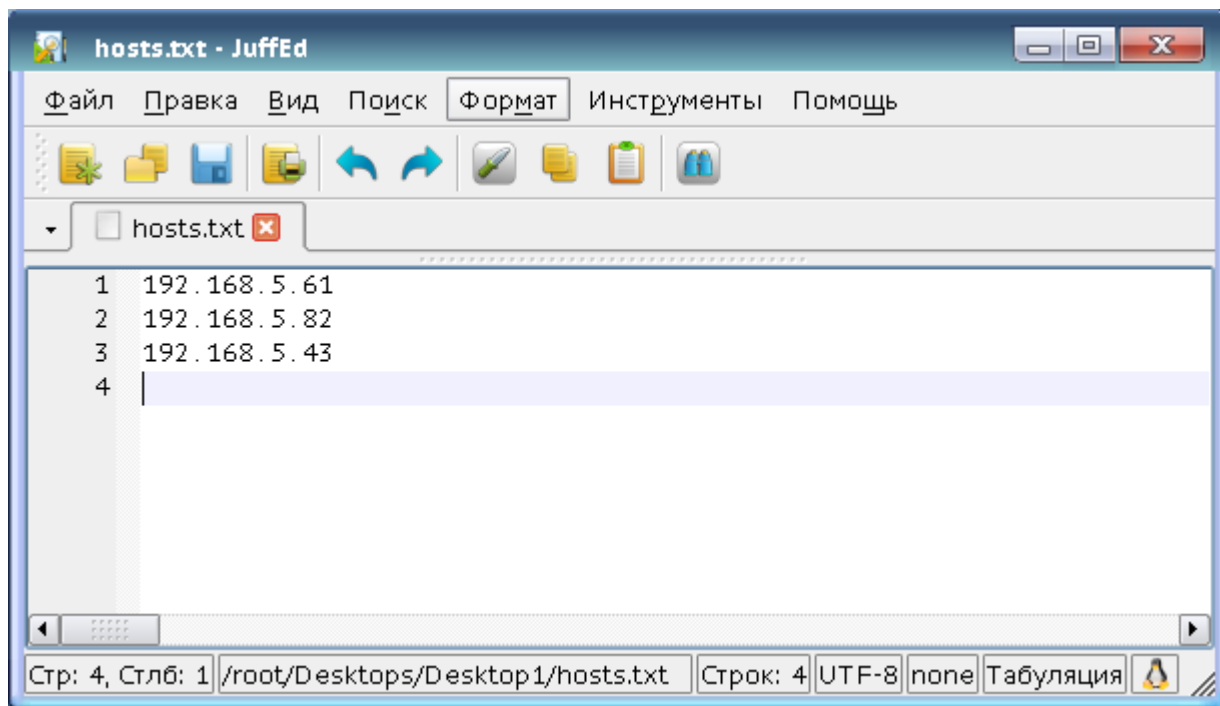 hosts.txt - JuffEd
Файл Правка Вид Поиск Формат Инструменты Помощь
hosts.txt
1 192.168.5.61
2 192.168.5.82
3 192.168.5.43
4
Стр: 4, Стлб: 1 /root/Desktops/Desktop1/hosts.txt Строк: 4 UTF-8 none Табуляция